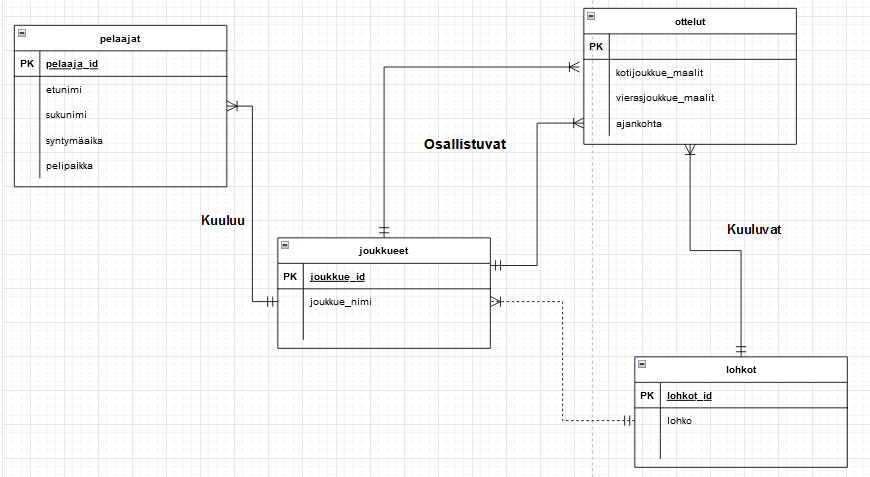 pelaajat
PK pelaaja_id
etunimi
sukunimi
syntymäaika
pelipaikka
ottelut
PK
kotijoukkue_maalit
vierasjoukkue_maalit
ajankohta
Osallistuvat
Kuuluu
Kuuluvat
joukkueet
PK joukkue_id
joukkue_nimi
lohkot
PK lohkot_id
lohko